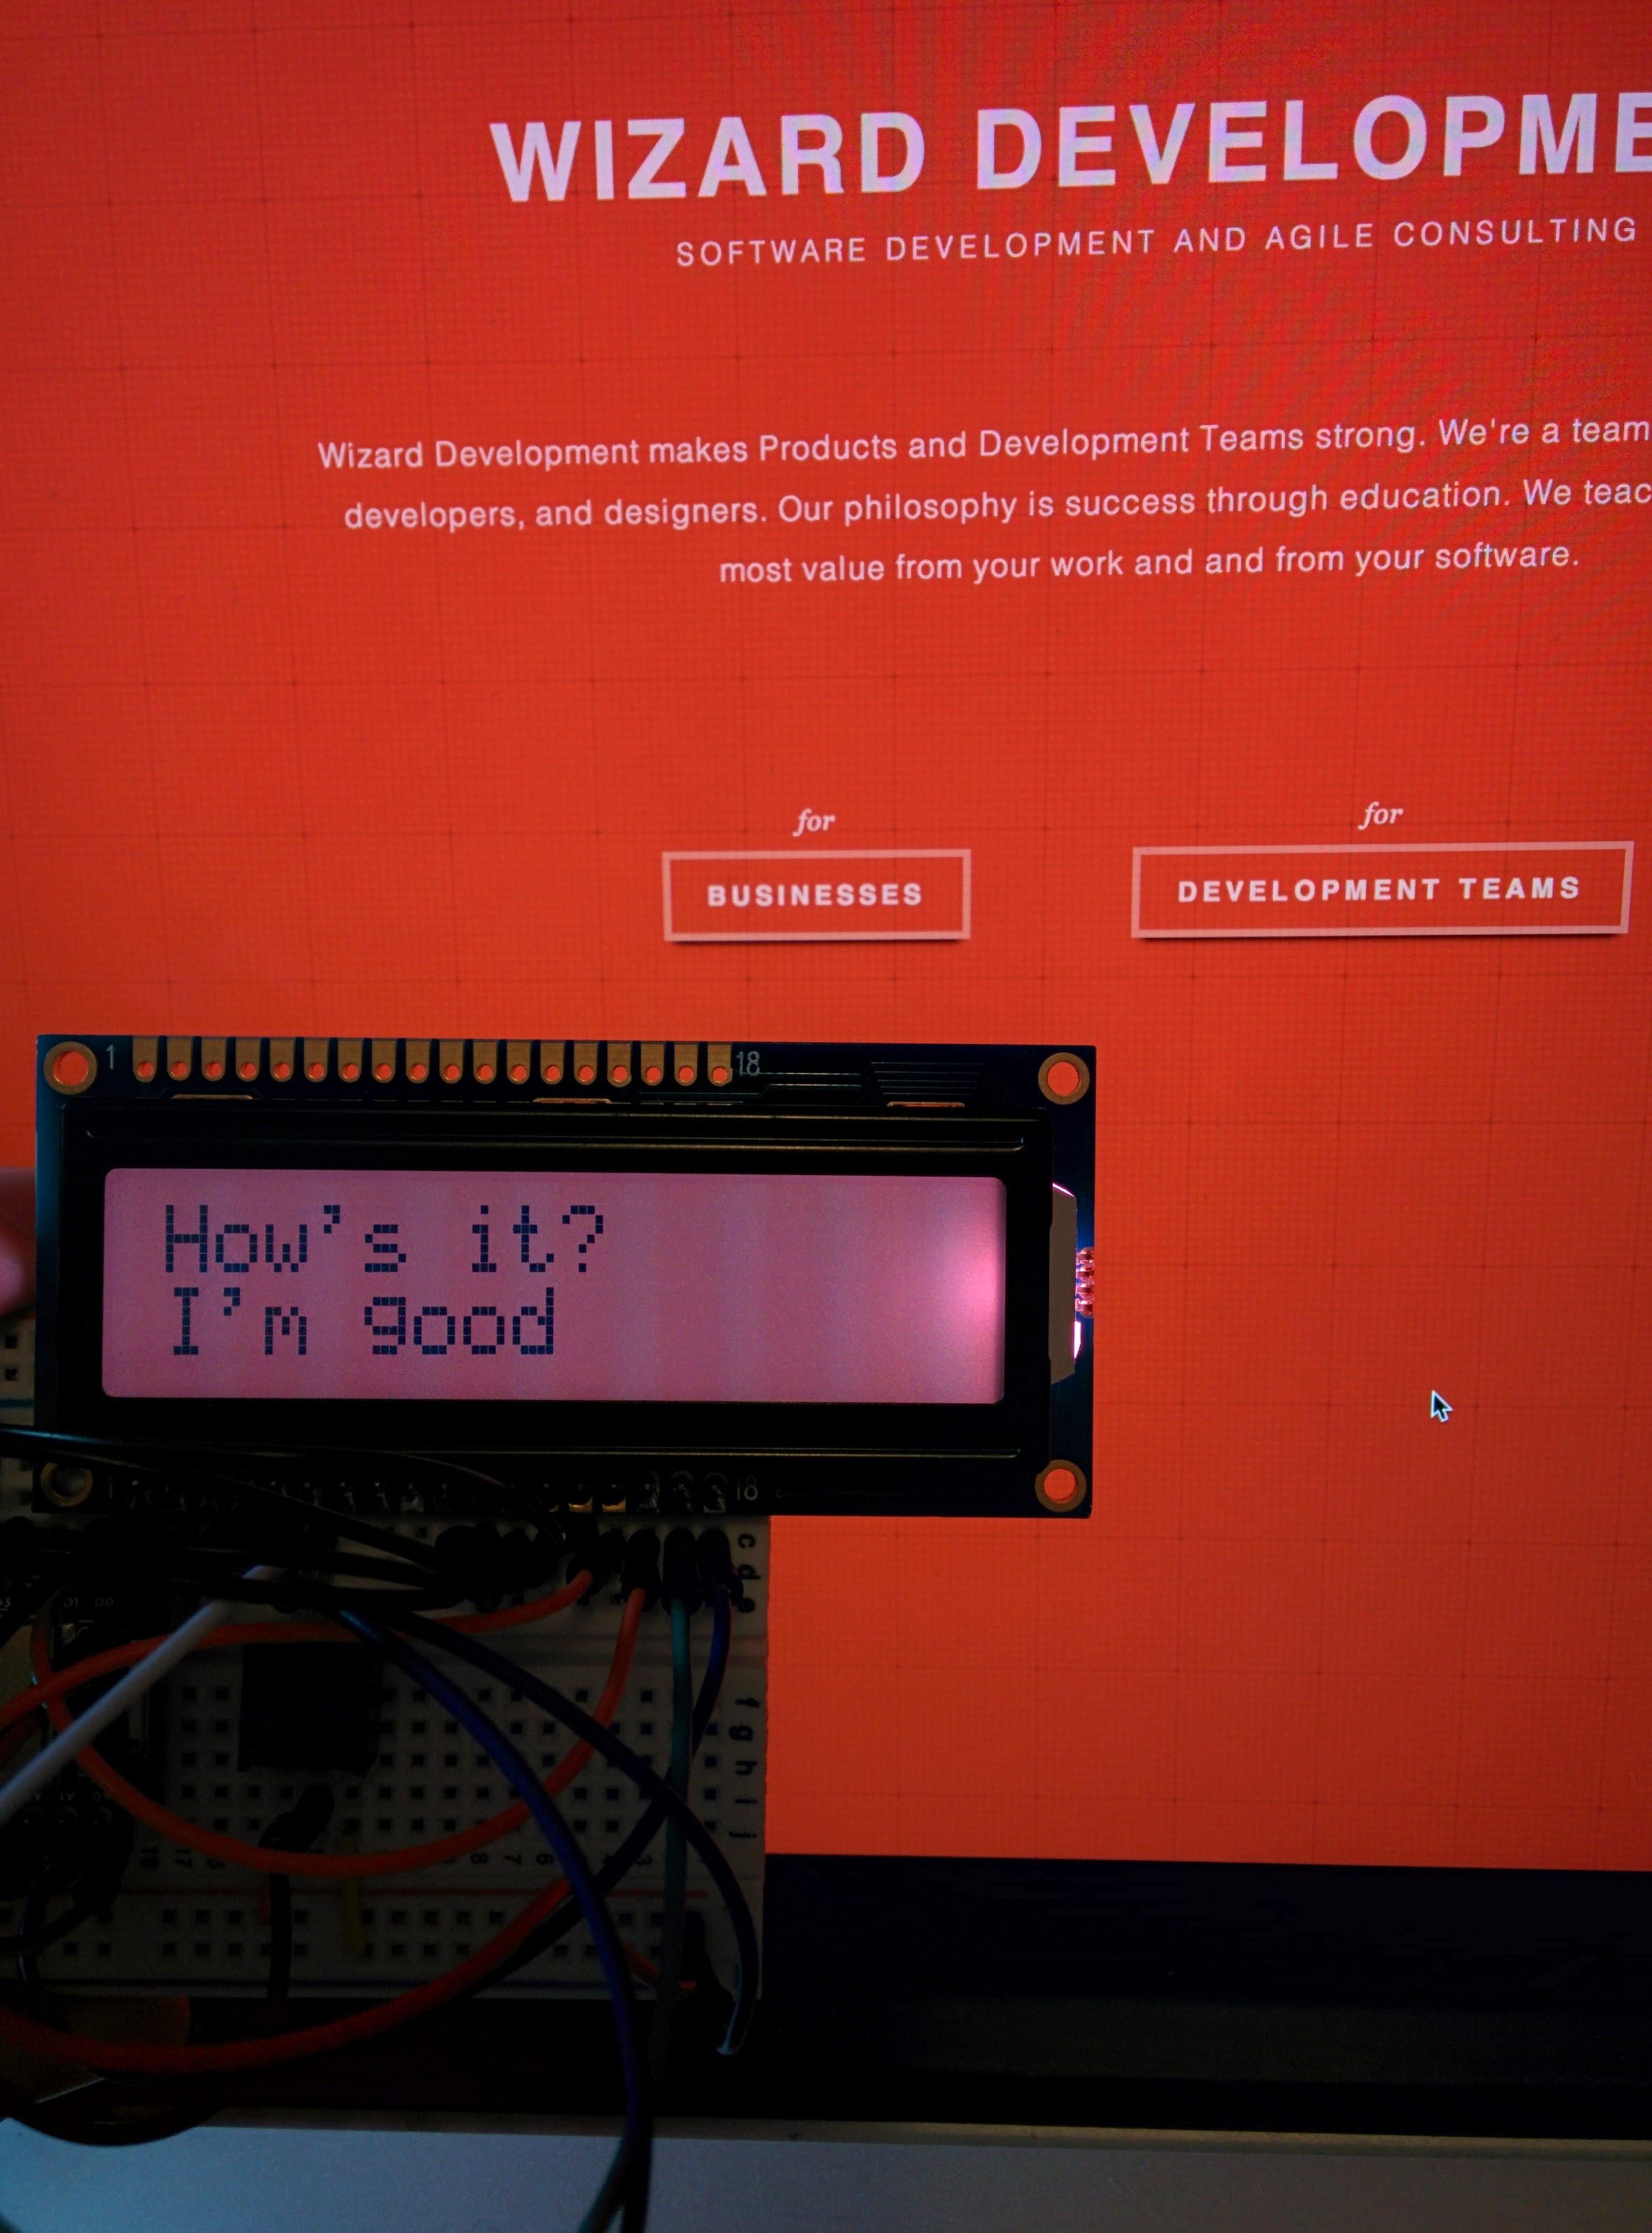 WIZARD DEVELOPME
SOFTWARE DEVELOPMENT AND AGILE CONSULTING
Wizard Development makes Products and Development Teams strong. We're a team
developers, and designers. Our philosophy is success through education. We teac
most value from your work and and from your software.
for
BUSINESSES
for
DEVELOPMENT TEAMS
1 18
How's it?
I'm good
18
c
d
e
f
g
h
i
j